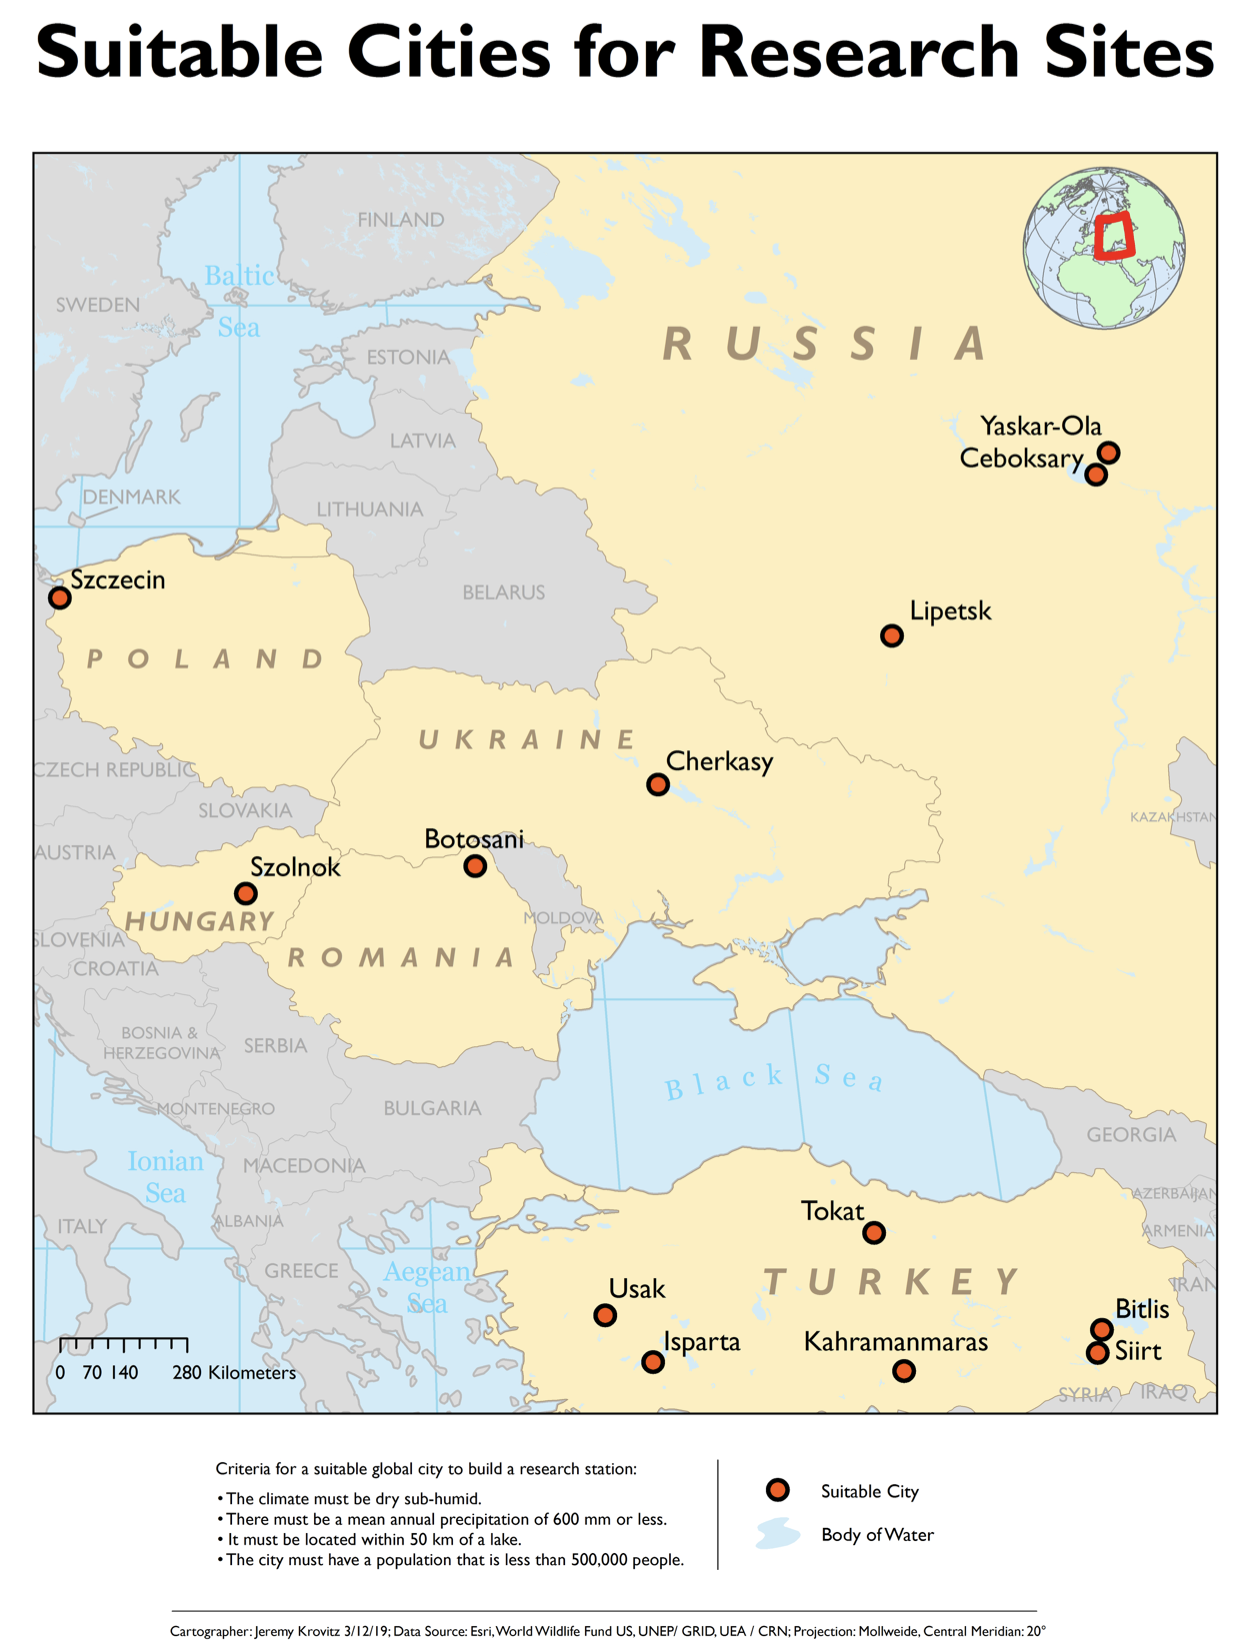 Suitable Cities for Research Sites
FINLAND
Baltic
Sea
SWEDEN
RUSSIA
ESTONIA
Yaskar-Ola
LATVIA
Ceboksary
DENMARK
LITHUANIA
Szczecin
BELARUS
Lipetsk
POLAND
UKRAINE
Cherkasy
CZECH REPUBLIC
SLOVAKIA
KAZAKHSTAN
Botosani
AUSTRIA
Szolnok
HUNGARY
MOLDOVA
SLOVENIA
ROMANIA
CROATIA
BOSNIA &
HERZEGOVINA
SERBIA
Black Sea
MONTENEGRO
BULGARIA
GEORGIA
Ionian
Sea
MACEDONIA
AZERBAIJAN
Tokat
ITALY
ALBANIA
ARMENIA
GREECE
Aegean
Sea
TURKEY
IRAN
Usak
Bitlis
Isparta
Kahramanmaras
Siirt
0 70 140 280 Kilometers
SYRIA
IRAQ
Criteria for a suitable global city to build a research station:
• The climate must be dry sub-humid.
• There must be a mean annual precipitation of 600 mm or less.
• It must be located within 50 km of a lake.
• The city must have a population that is less than 500,000 people.
Suitable City
Body of Water
Cartographer: Jeremy Krovitz 3/12/19; Data Source: Esri, World Wildlife Fund US, UNEP/ GRID, UEA / CRN; Projection: Mollweide, Central Meridian: 20°